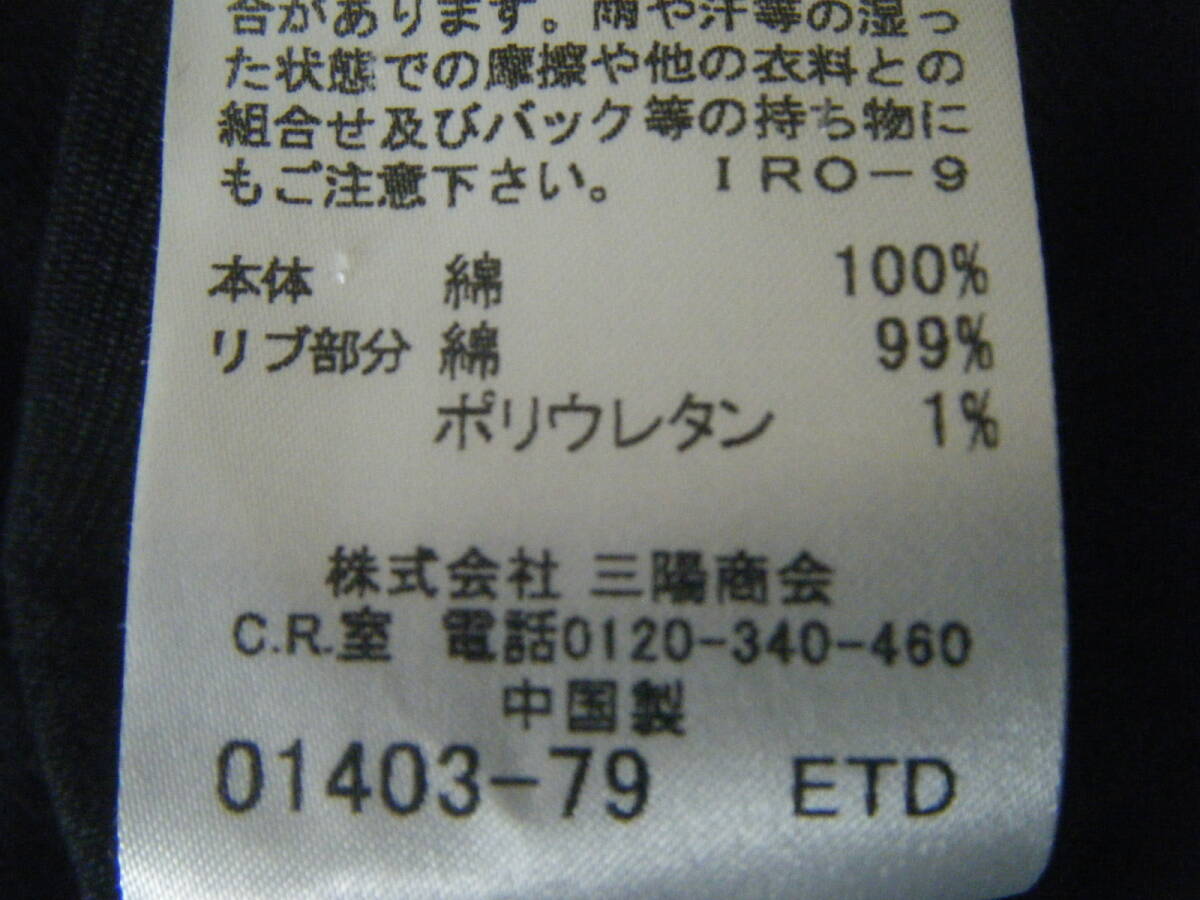 合があります。雨や汗等の湿っ
た状態での摩擦や他の衣料との
組合せ及びバック等の持ち物に
もご注意下さい。 IRO-9
本体 綿 100%
リブ部分 綿 99%
ポリウレタン 1%
株式会社 三陽商会
C.R.室 電話0120-340-460
中国製
01403-79 ETD